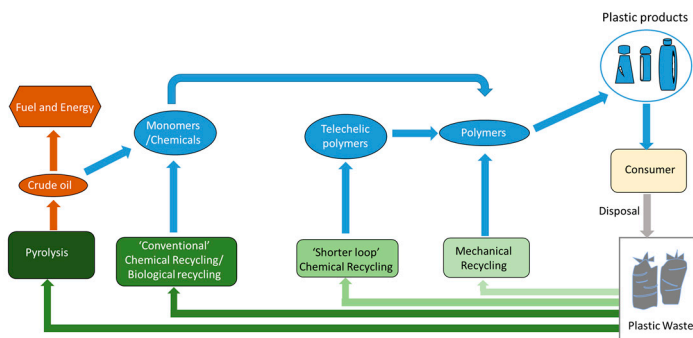 Plastic products
Fuel and Energy
Monomers
/Chemicals
Telechelic
polymers
Polymers
Crude oil
Consumer
Disposal
Pyrolysis
'Conventional'
Chemical Recycling/
Biological recycling
'Shorter loop'
Chemical Recycling
Mechanical
Recycling
Plastic Waste